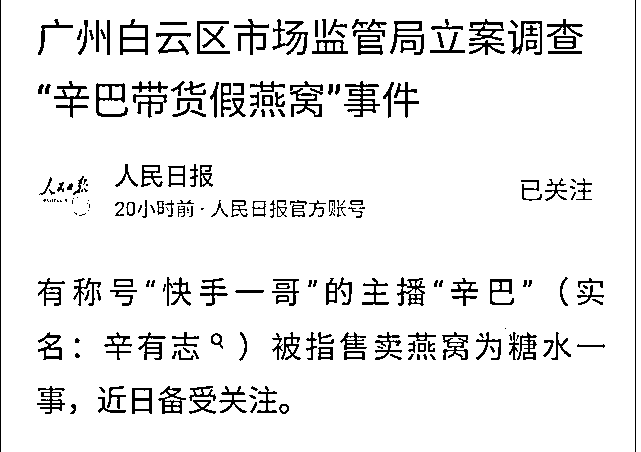 广州白云区市场监管局立案调查
“辛巴带货假燕窝”事件
人民日报
人民日报
20小时前·人民日报官方账号
已关注
有称号“快手一哥”的主播“辛巴”（实
名：辛有志）被指售卖燕窝为糖水一
事，近日备受关注。